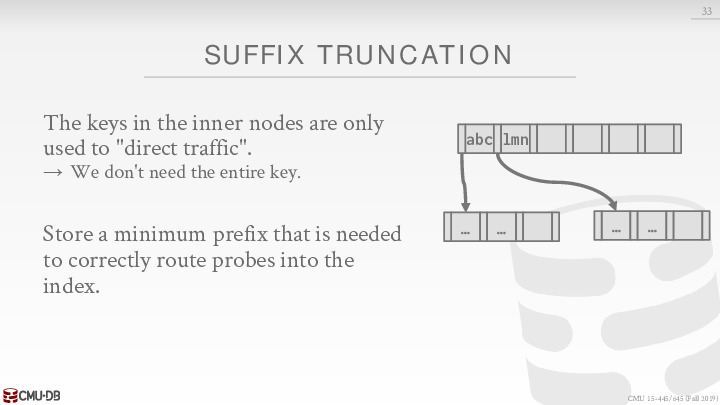 33
SUFFIX TRUNCATION
The keys in the inner nodes are only
used to "direct traffic".
→ We don't need the entire key.
Store a minimum prefix that is needed
to correctly route probes into the
index.
abc lmn
... ... ... ...
CMU·DB
CMU 15-445/645 (Fall 2019)